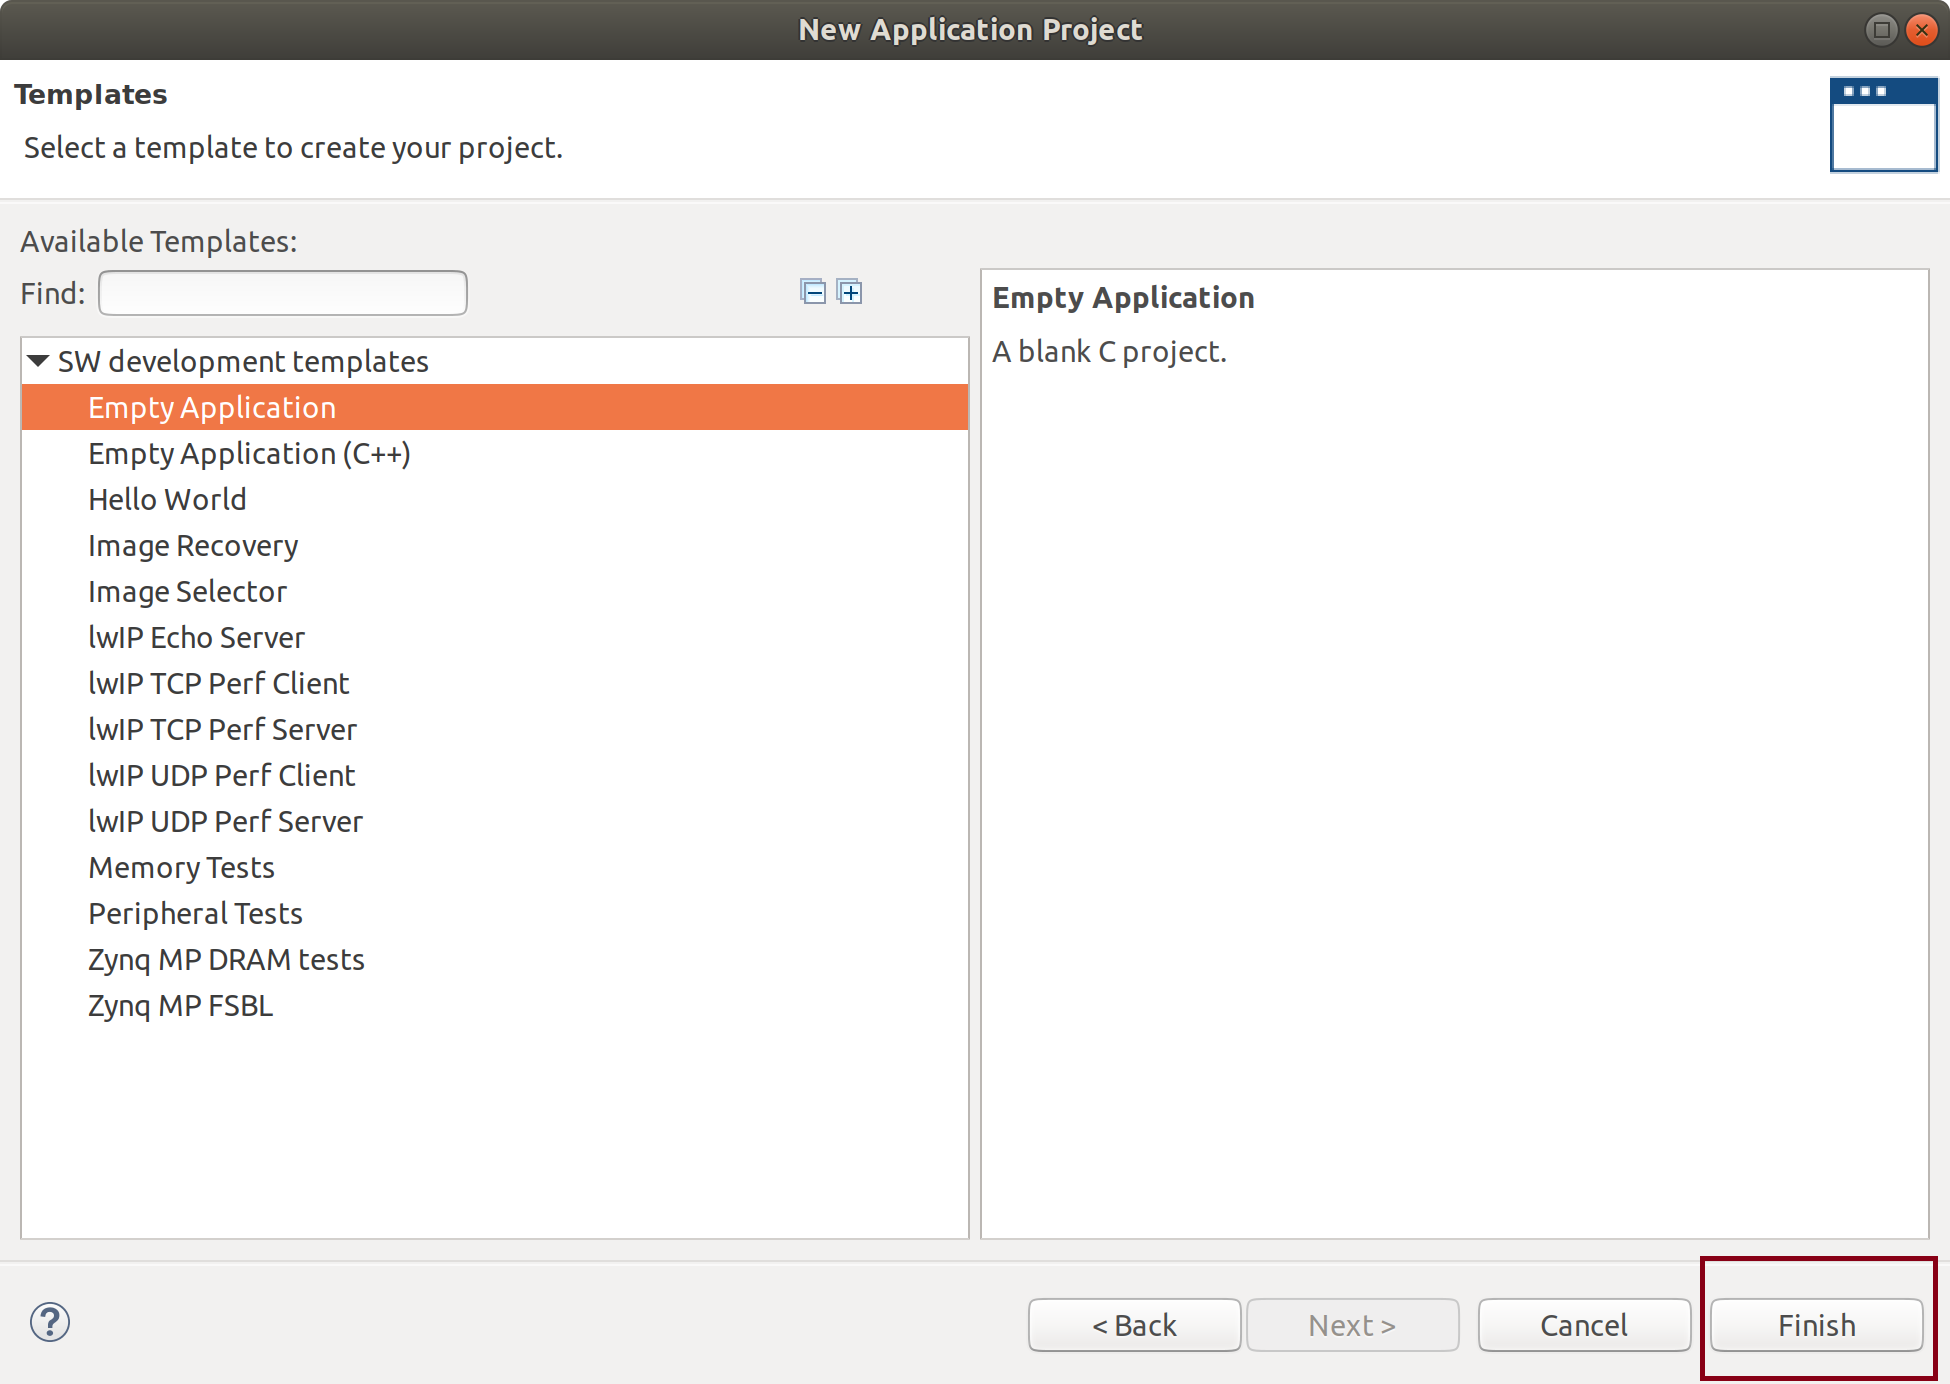 New Application Project
Templates
Select a template to create your project.
Available Templates:
Find:
SW development templates
Empty Application
Empty Application (C++)
Hello World
Image Recovery
Image Selector
lwIP Echo Server
lwIP TCP Perf Client
lwIP TCP Perf Server
lwIP UDP Perf Client
lwIP UDP Perf Server
Memory Tests
Peripheral Tests
Zynq MP DRAM tests
Zynq MP FSBL
Empty Application
A blank C project.
?
< Back
Next >
Cancel
Finish